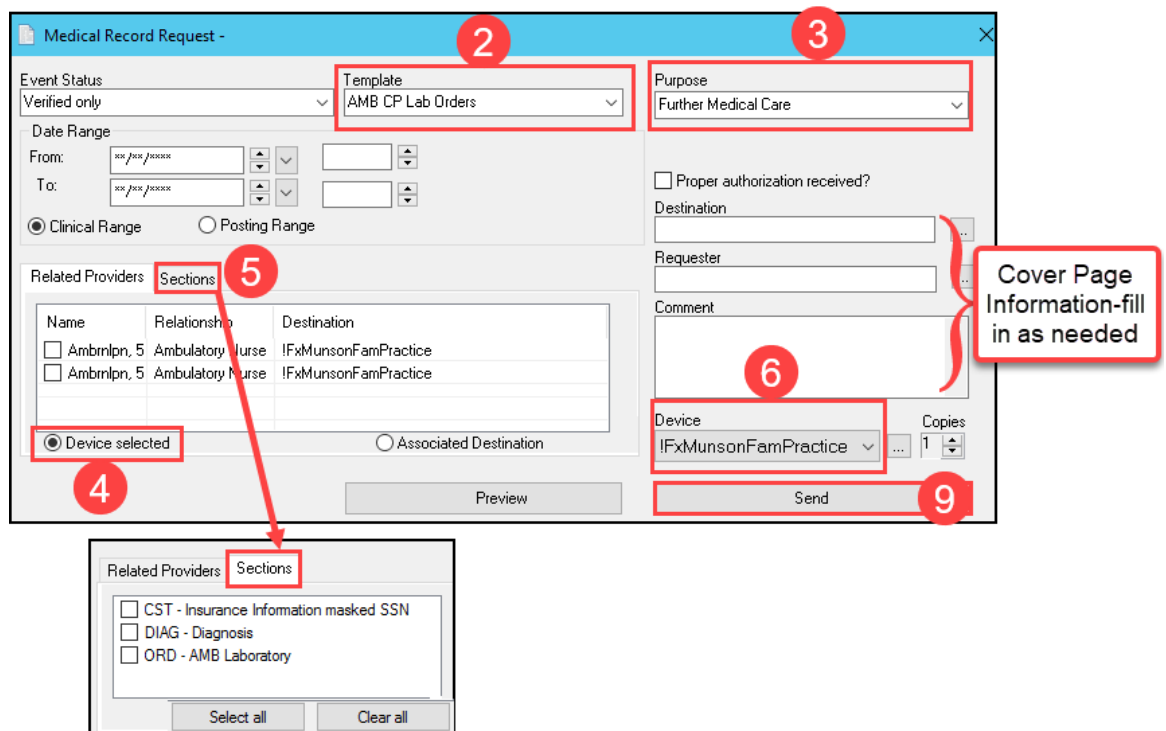 Medical Record Request -
2
3
Event Status
Template
Purpose
Verified only
AMB CP Lab Orders
Further Medical Care
Date Range
From:
**/**/****
To:
**/**/****
Clinical Range
Posting Range
Proper authorization received?
Destination
...
Requester
...
Comment
Cover Page
Information-fill
in as needed
5
Related Providers
Sections
Name
Relationship
Destination
Ambrnlpn, 5
Ambulatory Nurse
!FxMunsonFamPractice
Ambrnlpn, 5
Ambulatory Nurse
!FxMunsonFamPractice
6
Device
Copies
!FxMunsonFamPractice
...
1
Device selected
Associated Destination
4
Preview
Send
9
Related Providers
Sections
CST - Insurance Information masked SSN
DIAG - Diagnosis
ORD - AMB Laboratory
Select all
Clear all